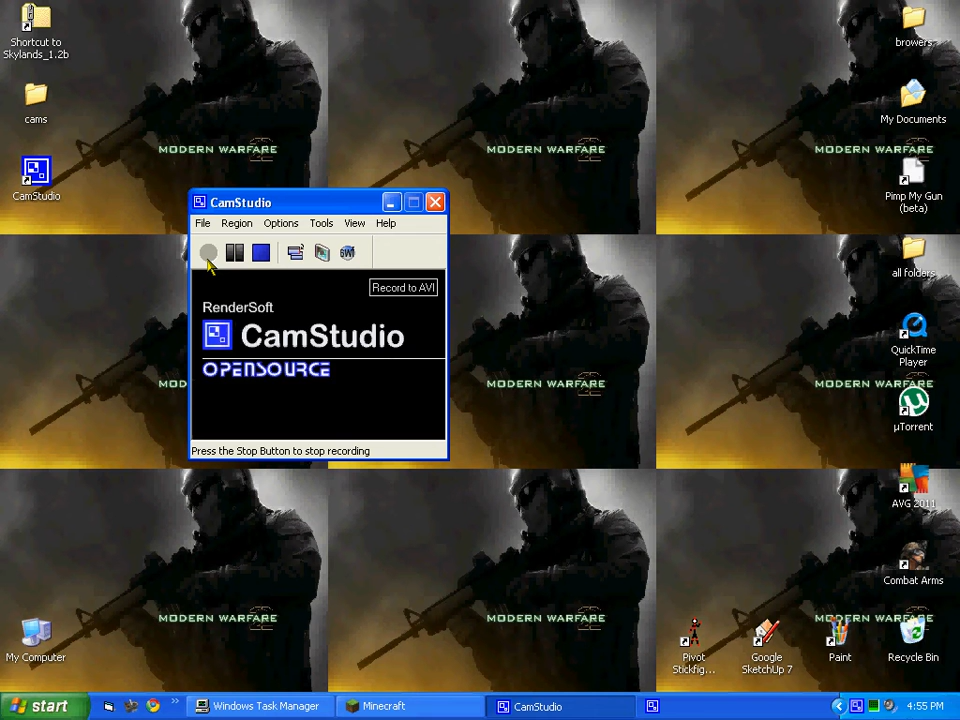 Shortcut to
Skylands_1.2b
cams
CamStudio
browers
My Documents
Pimp My Gun
(beta)
all folders
QuickTime
Player
µTorrent
AVG 2011
Combat Arms
Recycle Bin
Paint
Google
SketchUp 7
Pivot
Stickfig...
My Computer
MODERN WARFARE
MODERN WARFARE
MODERN WARFARE
MOD
MODERN WARFARE
MODERN WARFARE
MODERN WARFARE
MODERN WARFARE
MODERN WARFARE
CamStudio
File Region Options Tools View Help
SWF
Record to AVI
RenderSoft
CamStudio
OPENSOURCE
Press the Stop Button to stop recording
start
Windows Task Manager
Minecraft
CamStudio
4:55 PM